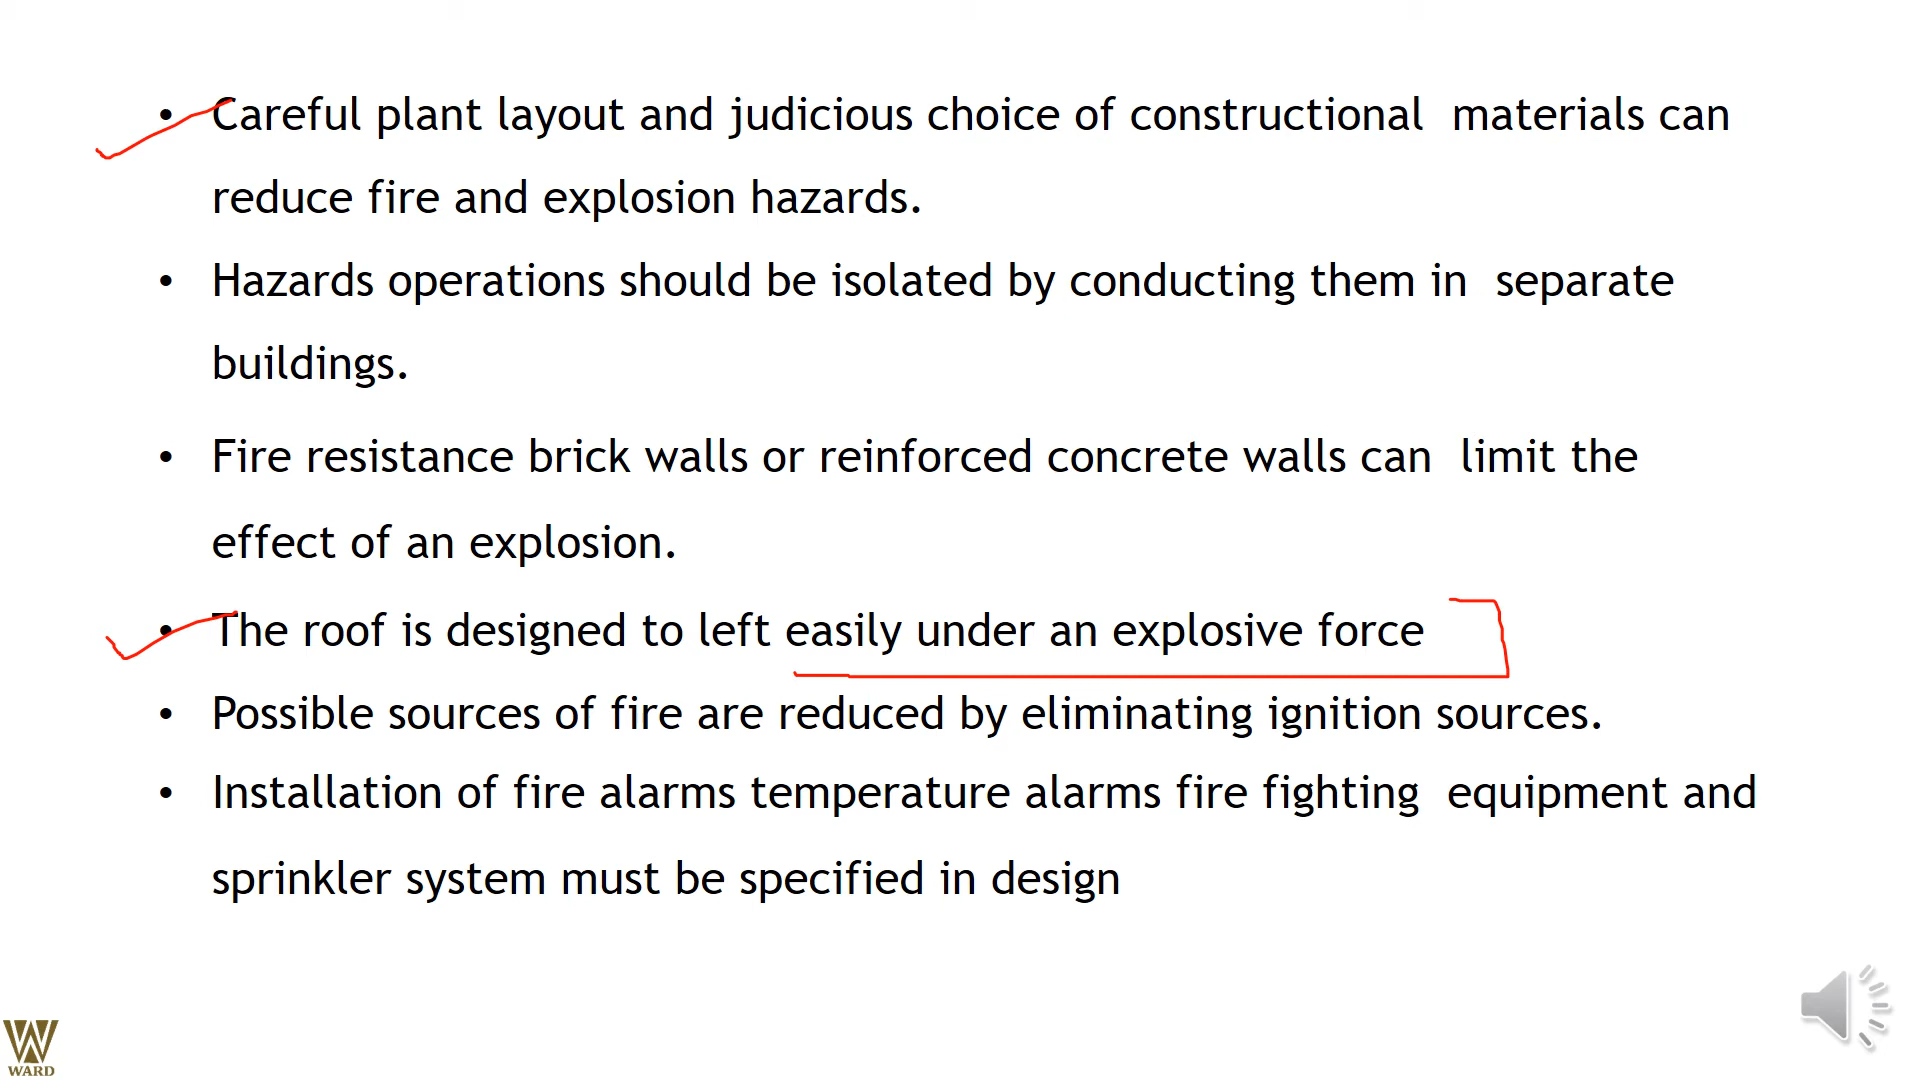 • Careful plant layout and judicious choice of constructional materials can
reduce fire and explosion hazards.
• Hazards operations should be isolated by conducting them in separate
buildings.
• Fire resistance brick walls or reinforced concrete walls can limit the
effect of an explosion.
• The roof is designed to left easily under an explosive force
• Possible sources of fire are reduced by eliminating ignition sources.
• Installation of fire alarms temperature alarms fire fighting equipment and
sprinkler system must be specified in design
WARD